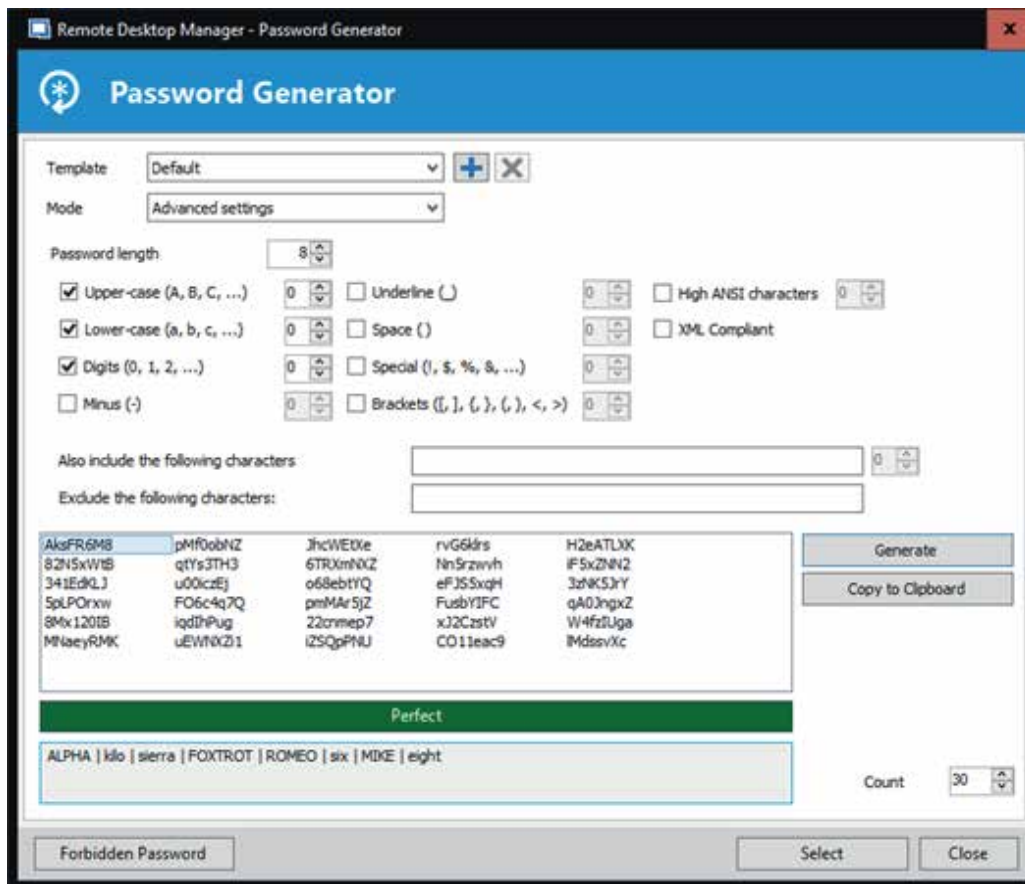 Remote Desktop Manager - Password Generator
Password Generator
Template Default
Mode Advanced settings
Password length 8
Upper-case (A, B, C, ...) 0 Underline (_) 0 High ANSI characters 0
Lower-case (a, b, c, ...) 0 Space ( ) 0 XML Compliant
Digits (0, 1, 2, ...) 0 Special (!, $, %, &, ...) 0
Minus (-) 0 Brackets ([, ], {, }, (, ), <, >) 0
Also include the following characters 0
Exclude the following characters:
AksFR6M8 pMf0obNZ JhcWEtXe rvG6klrs H2eATLXK
82N5xWtB qtYs3TH3 6TRXmNXZ Nn5rzwvh iF5xZNN2
341EdKLJ u00iczEj o68ebtYQ eFJS5xqH 3zNK5JrY
5pLPOrxw FO6c4q7Q pmMAr5jZ FusbYIFC qA0JngxZ
8Mx120IB iqdIhPug 22cnmep7 xJ2CzstV W4fzIUga
MNaeyRMK uEWNXZi1 iZSQpPNU CO11eac9 lMdssvXc
Generate
Copy to Clipboard
Perfect
ALPHA | kilo | sierra | FOXTROT | ROMEO | six | MIKE | eight
Count 30
Forbidden Password Select Close